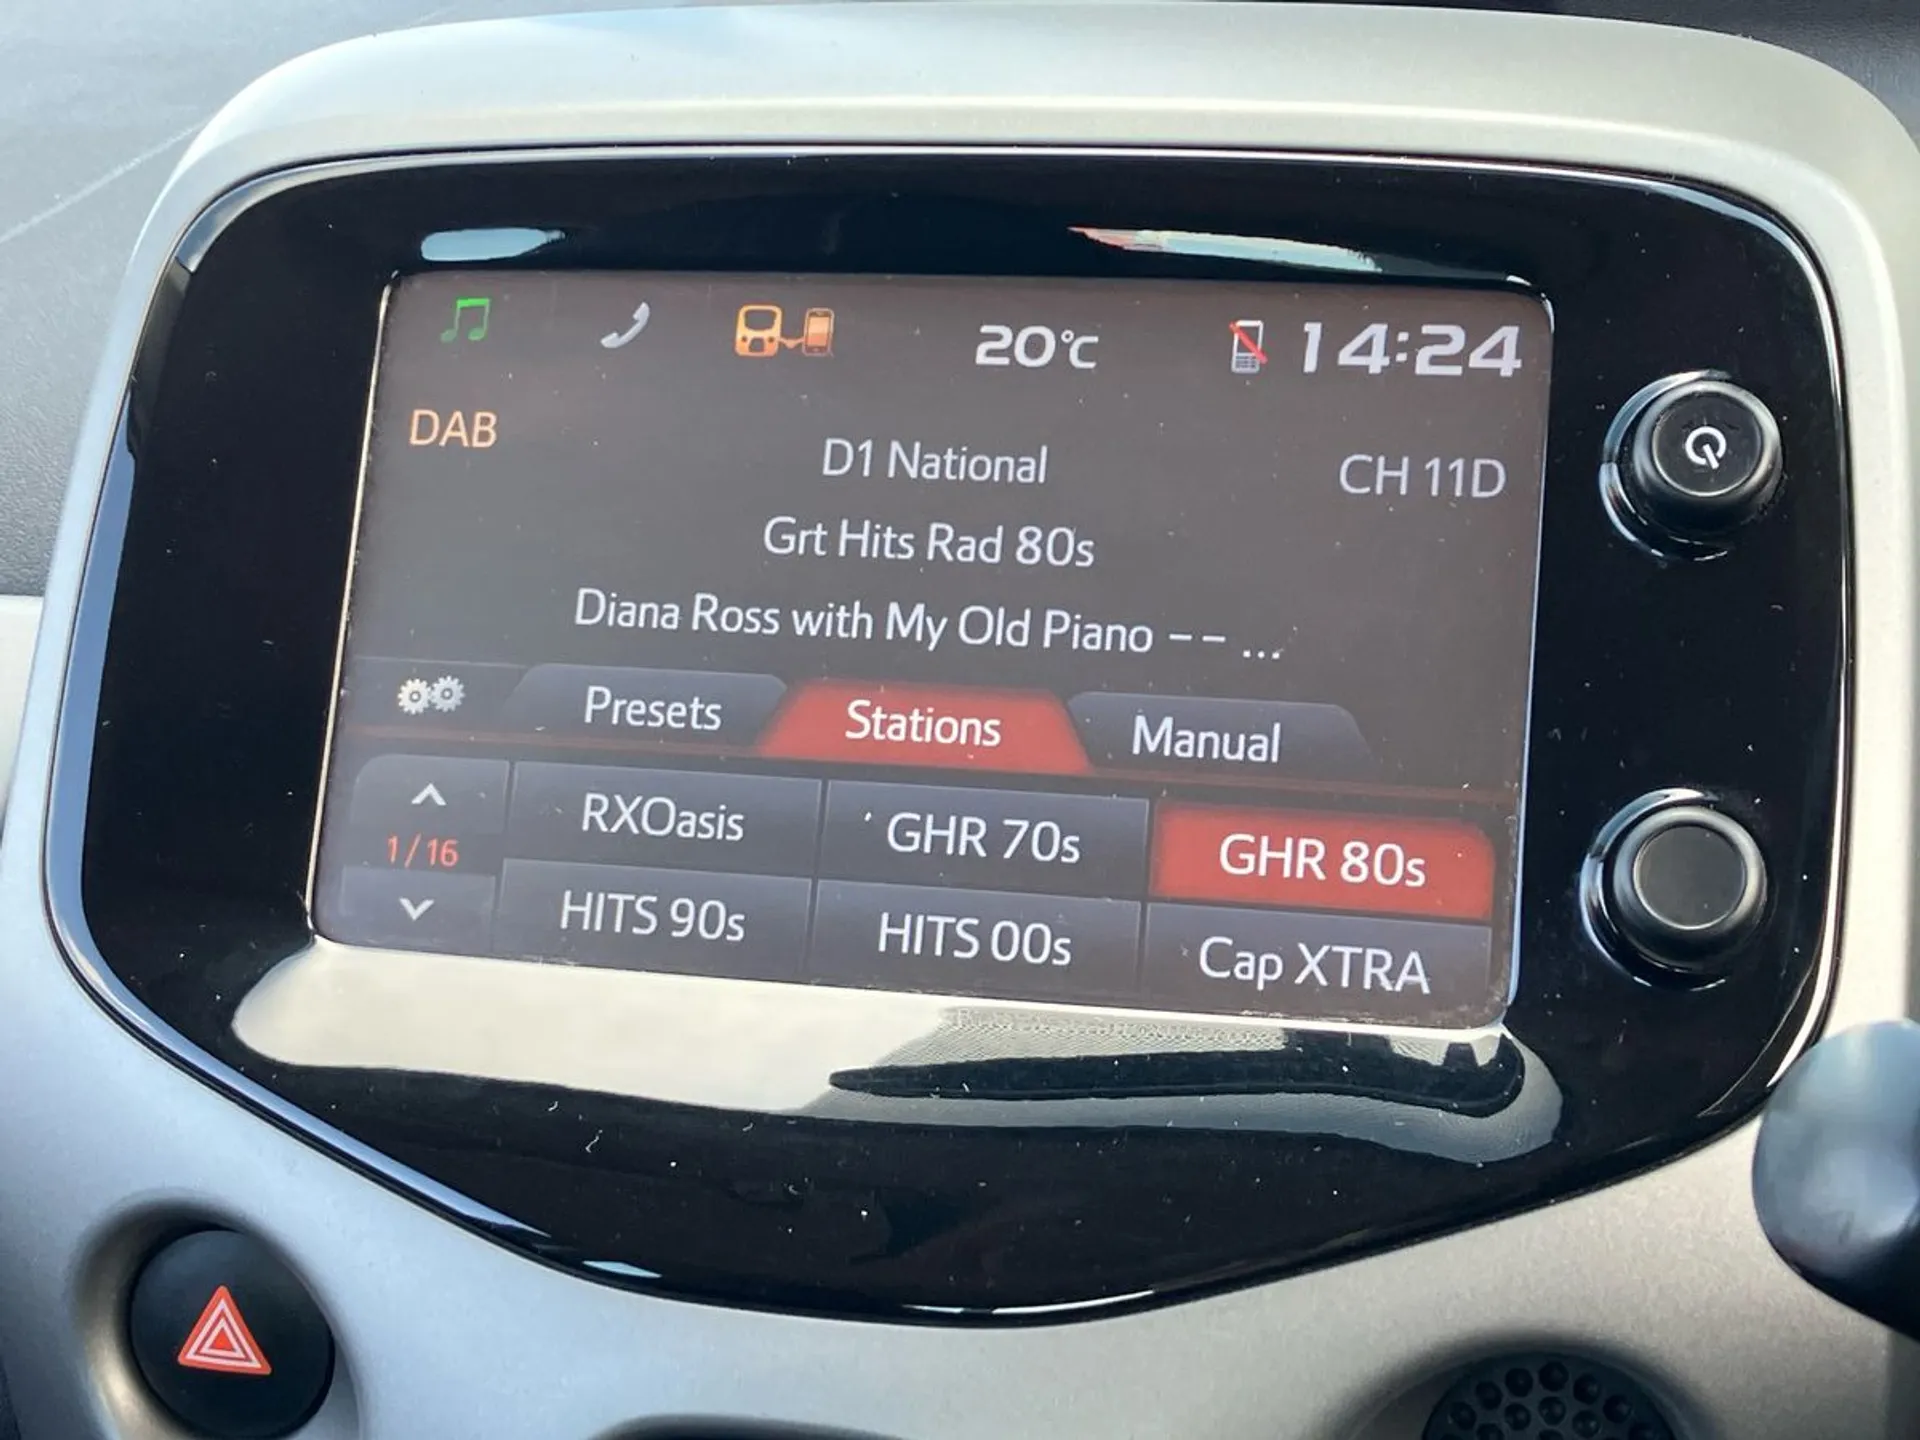 20°C
14:24
DAB
D1 National
CH 11D
Grt Hits Rad 80s
Diana Ross with My Old Piano -- ...
Presets
Stations
Manual
RXOasis
GHR 70s
GHR 80s
1/16
HITS 90s
HITS 00s
Cap XTRA